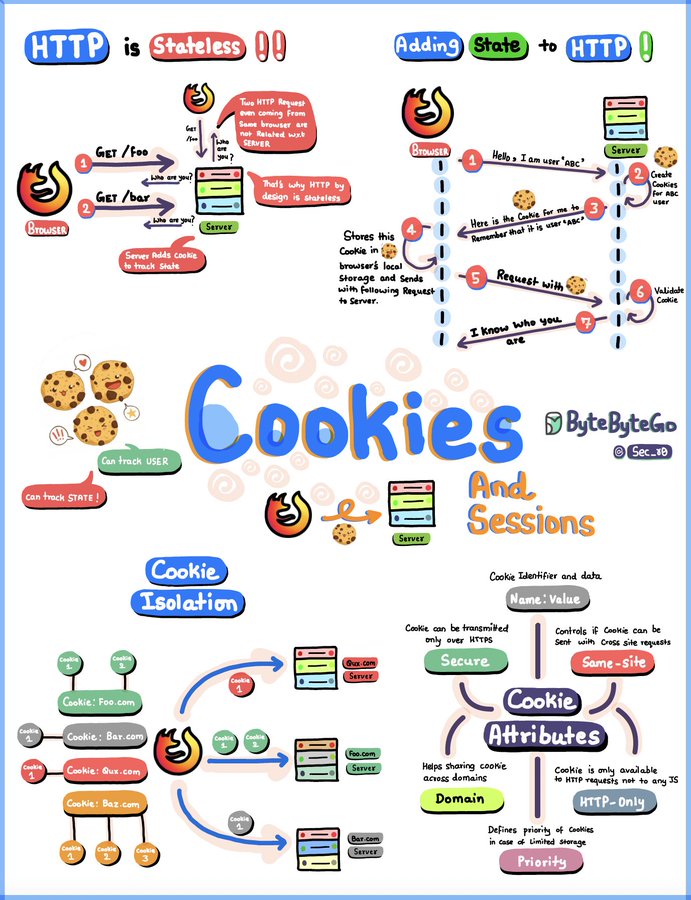 HTTP is Stateless !!
Two HTTP Request
even coming from
Same browser are
not Related w.r.t
SERVER
GET
/foo
Who
are
you?
1 GET /foo
Who are you?
2 GET /bar
Who are you?
BROWSER
Server
That's why HTTP by
design is stateless
Server Adds cookie
to track State
Adding State to HTTP !
BROWSER
Server
1 Hello, I am user "ABC"
2 Create
Cookies
for ABC
user
3 Here is the Cookie for me to
Remember that it is user "ABC"
4 Stores this
Cookie in
browser's local
Storage and Sends
with following Request
to Server.
5 Request with
6 Validate
Cookie
7 I know who you
are
!!!
Can track USER
Can track STATE!
Cookies
And
Sessions
Server
ByteByteGo
@ Sec_r0
Cookie
Isolation
Cookie
1
Cookie
2
Cookie: Foo.com
Cookie
1
Cookie: Bar.com
Cookie
1
Cookie: Qux.com
Cookie: Baz.com
Cookie
1
Cookie
2
Cookie
3
Cookie
1
Qux.com
Server
Cookie
1
Cookie
2
Foo.com
Server
Cookie
1
Bar.com
Server
Cookie Identifier and data
Name: Value
Cookie can be transmitted
only over HTTPS
Secure
Controls if Cookie can be
sent with Cross site requests
Same-site
Cookie
Attributes
Helps sharing cookie
across domains
Domain
Cookie is only available
to HTTP requests not to any JS
HTTP-Only
Defines priority of Cookies
in case of Limited Storage
Priority